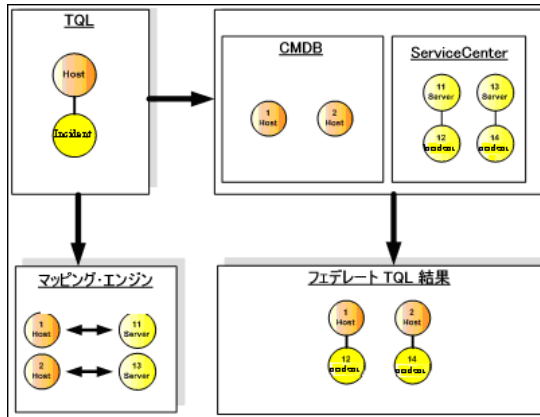 TQL
Host
Incident
CMDB
1
Host
2
Host
ServiceCenter
11
Server
13
Server
12
14
マッピング・エンジン
1
Host
11
Server
2
Host
13
Server
フェデレート TQL 結果
1
Host
2
Host
12
14